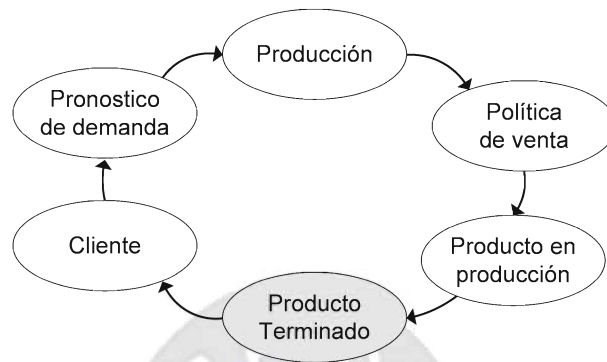 Producción
Política
de venta
Producto en
producción
Producto
Terminado
Cliente
Pronostico
de demanda